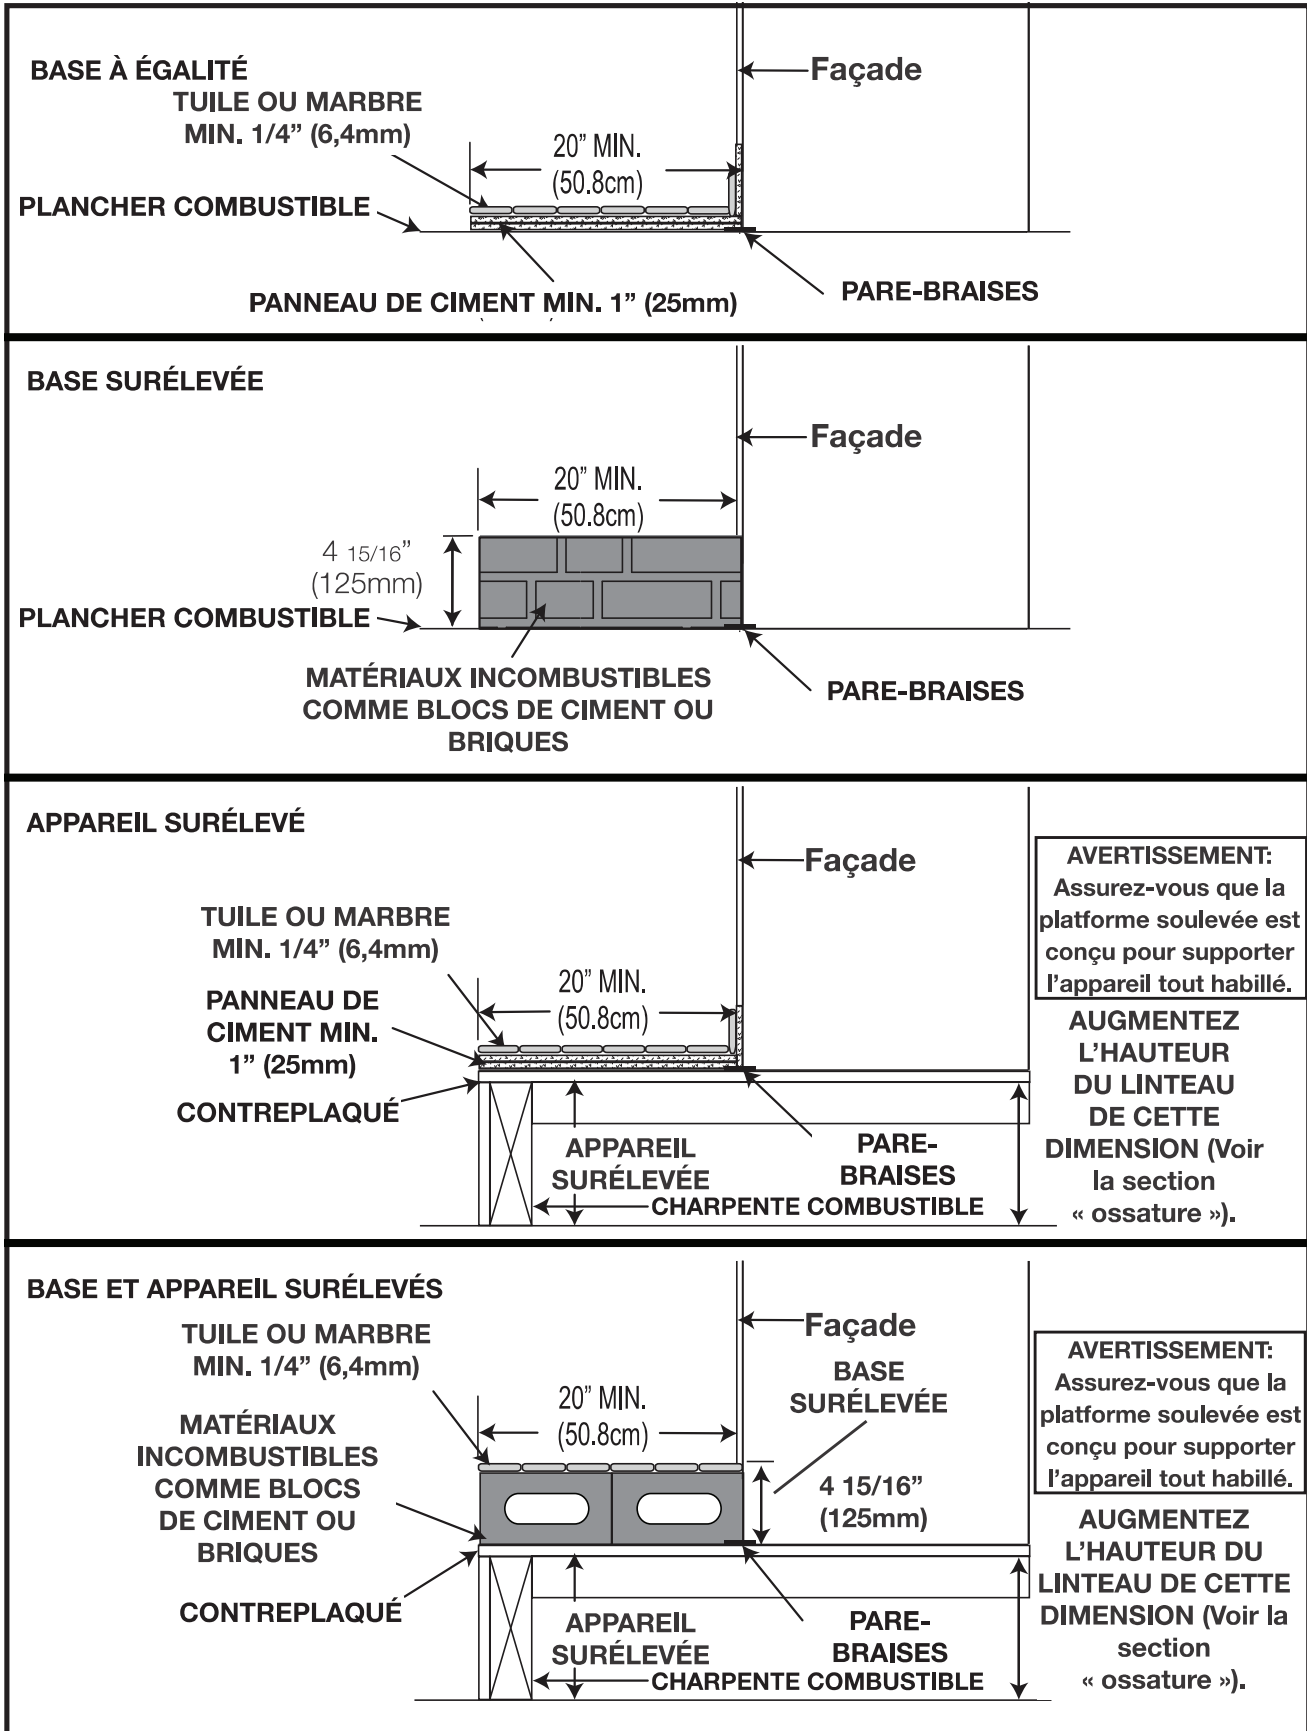 BASE À ÉGALITÉ
TUILE OU MARBRE
MIN. 1/4” (6,4mm)
Façade
20” MIN.
(50.8cm)
PLANCHER COMBUSTIBLE
PANNEAU DE CIMENT MIN. 1” (25mm)
PARE-BRAISES
BASE SURÉLEVÉE
Façade
20” MIN.
(50.8cm)
4 15/16”
(125mm)
PLANCHER COMBUSTIBLE
MATÉRIAUX INCOMBUSTIBLES
COMME BLOCS DE CIMENT OU
BRIQUES
PARE-BRAISES
APPAREIL SURÉLEVÉ
Façade
TUILE OU MARBRE
MIN. 1/4” (6,4mm)
20” MIN.
(50.8cm)
PANNEAU DE
CIMENT MIN.
1” (25mm)
CONTREPLAQUÉ
APPAREIL
SURÉLEVÉE
PARE-
BRAISES
CHARPENTE COMBUSTIBLE
AVERTISSEMENT:
Assurez-vous que la
platforme soulevée est
conçu pour supporter
l’appareil tout habillé.
AUGMENTEZ
L’HAUTEUR
DU LINTEAU
DE CETTE
DIMENSION (Voir
la section
« ossature »).
BASE ET APPAREIL SURÉLEVÉS
TUILE OU MARBRE
MIN. 1/4” (6,4mm)
Façade
20” MIN.
(50.8cm)
BASE
SURÉLEVÉE
MATÉRIAUX
INCOMBUSTIBLES
COMME BLOCS
DE CIMENT OU
BRIQUES
4 15/16”
(125mm)
CONTREPLAQUÉ
APPAREIL
SURÉLEVÉE
PARE-
BRAISES
CHARPENTE COMBUSTIBLE
AVERTISSEMENT:
Assurez-vous que la
platforme soulevée est
conçu pour supporter
l’appareil tout habillé.
AUGMENTEZ
L’HAUTEUR DU
LINTEAU DE CETTE
DIMENSION (Voir la
section
« ossature »).